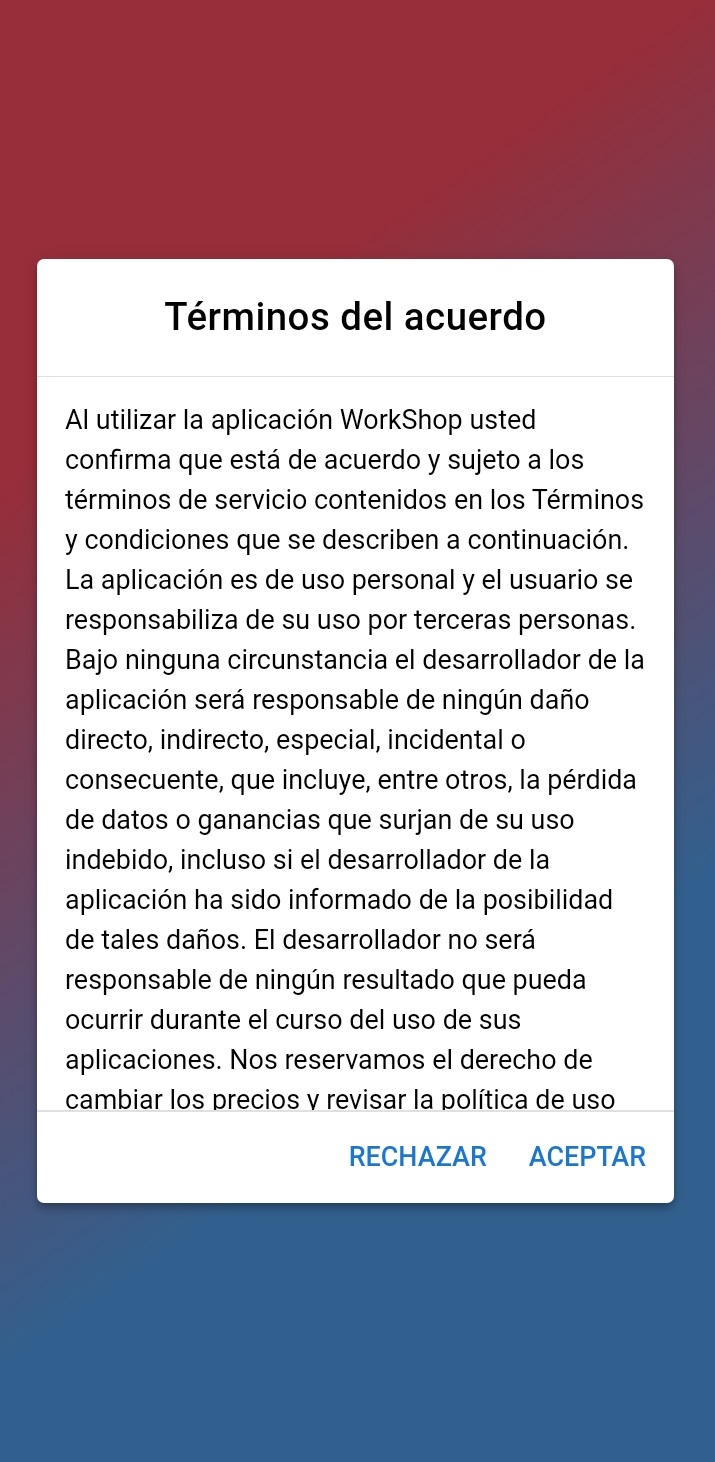 Términos del acuerdo
Al utilizar la aplicación WorkShop usted
confirma que está de acuerdo y sujeto a los
términos de servicio contenidos en los Términos
y condiciones que se describen a continuación.
La aplicación es de uso personal y el usuario se
responsabiliza de su uso por terceras personas.
Bajo ninguna circunstancia el desarrollador de la
aplicación será responsable de ningún daño
directo, indirecto, especial, incidental o
consecuente, que incluye, entre otros, la pérdida
de datos o ganancias que surjan de su uso
indebido, incluso si el desarrollador de la
aplicación ha sido informado de la posibilidad
de tales daños. El desarrollador no será
responsable de ningún resultado que pueda
ocurrir durante el curso del uso de sus
aplicaciones. Nos reservamos el derecho de
cambiar los precios y revisar la política de uso
RECHAZAR ACEPTAR